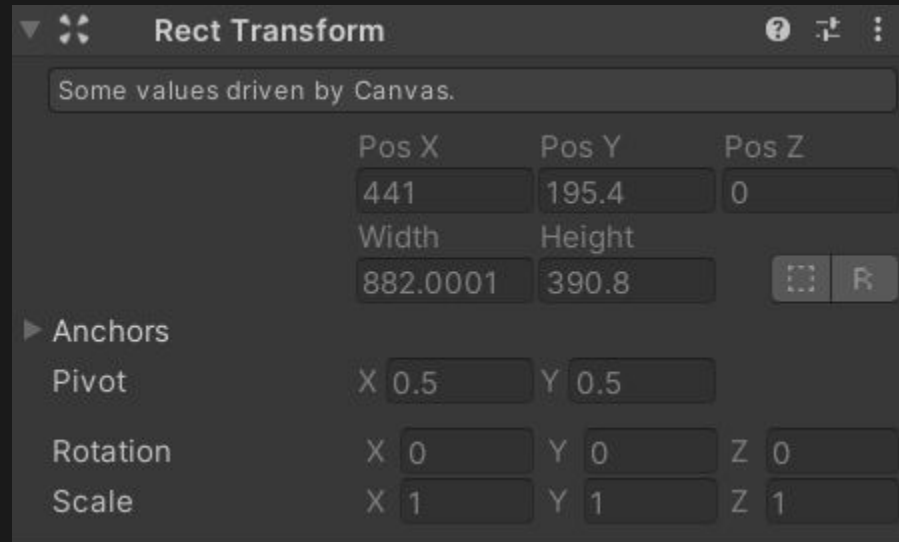 Rect Transform
Some values driven by Canvas.
Pos X Pos Y Pos Z
441 195.4 0
Width Height
882.0001 390.8 R
Anchors
Pivot X 0.5 Y 0.5
Rotation X 0 Y 0 Z 0
Scale X 1 Y 1 Z 1